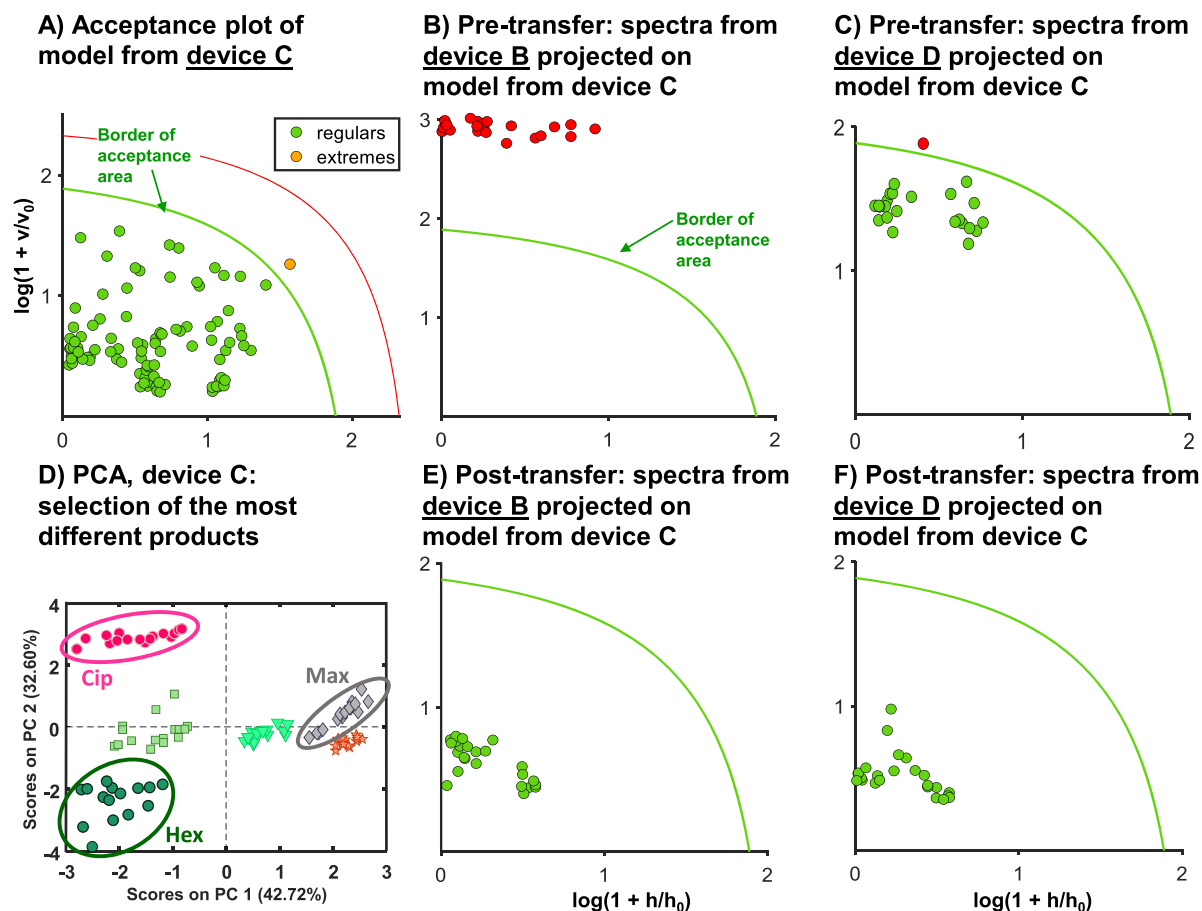 A) Acceptance plot of
model from device C
B) Pre-transfer: spectra from
device B projected on
model from device C
C) Pre-transfer: spectra from
device D projected on
model from device C
Border of
acceptance
area
regulars
extremes
log(1 + v/v0)
2
1
0
1
2
3
2
1
Border of
acceptance
area
0
1
2
2
1
0
1
2
D) PCA, device C:
selection of the most
different products
E) Post-transfer: spectra from
device B projected on
model from device C
F) Post-transfer: spectra from
device D projected on
model from device C
Scores on PC 2 (32.60%)
4
2
0
-2
-4
Cip
Max
Hex
-3
-2
-1
0
1
2
3
Scores on PC 1 (42.72%)
2
1
0
1
2
log(1 + h/h0)
2
1
0
1
2
log(1 + h/h0)